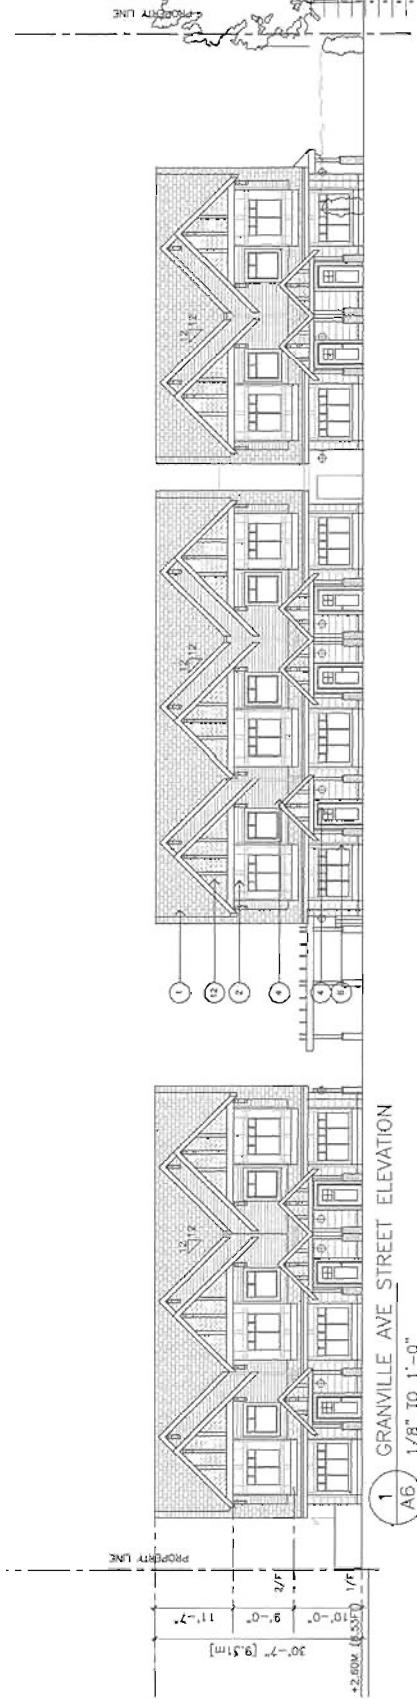 PROPERTY LINE
PROPERTY LINE
12
12
12
12
12
12
1
12
2
4
4
2/F
1/F
11'-7"
9'-0"
10'-0"
30'-7" [9.31m]
+2.60M (8.53FT)
1
A6
GRANVILLE AVE STREET ELEVATION
1/8" TO 1'-0"